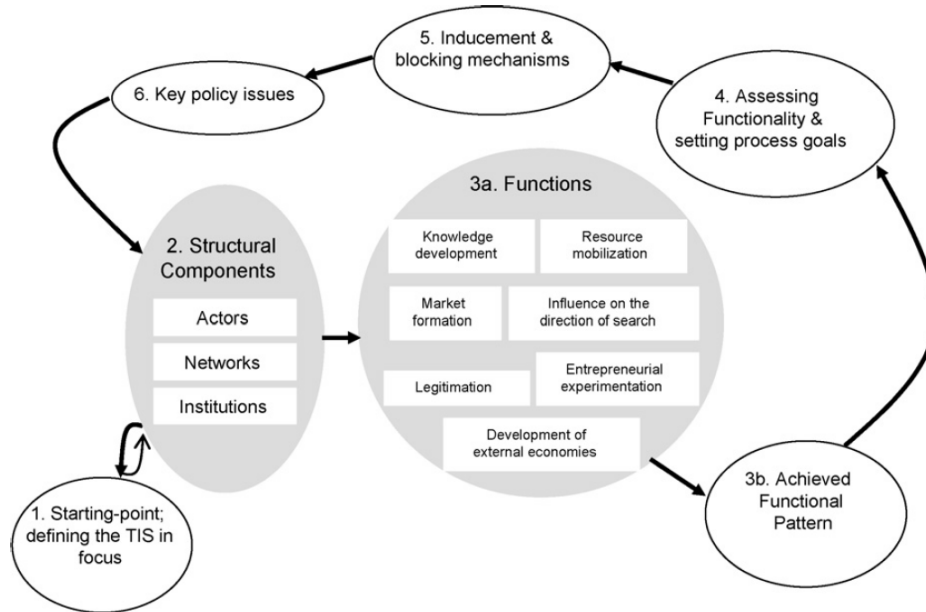 1. Starting-point;
defining the TIS in
focus
2. Structural
Components
Actors
Networks
Institutions
3a. Functions
Knowledge
development
Resource
mobilization
Market
formation
Influence on the
direction of search
Legitimation
Entrepreneurial
experimentation
Development of
external economies
3b. Achieved
Functional
Pattern
4. Assessing
Functionality &
setting process goals
5. Inducement &
blocking mechanisms
6. Key policy issues